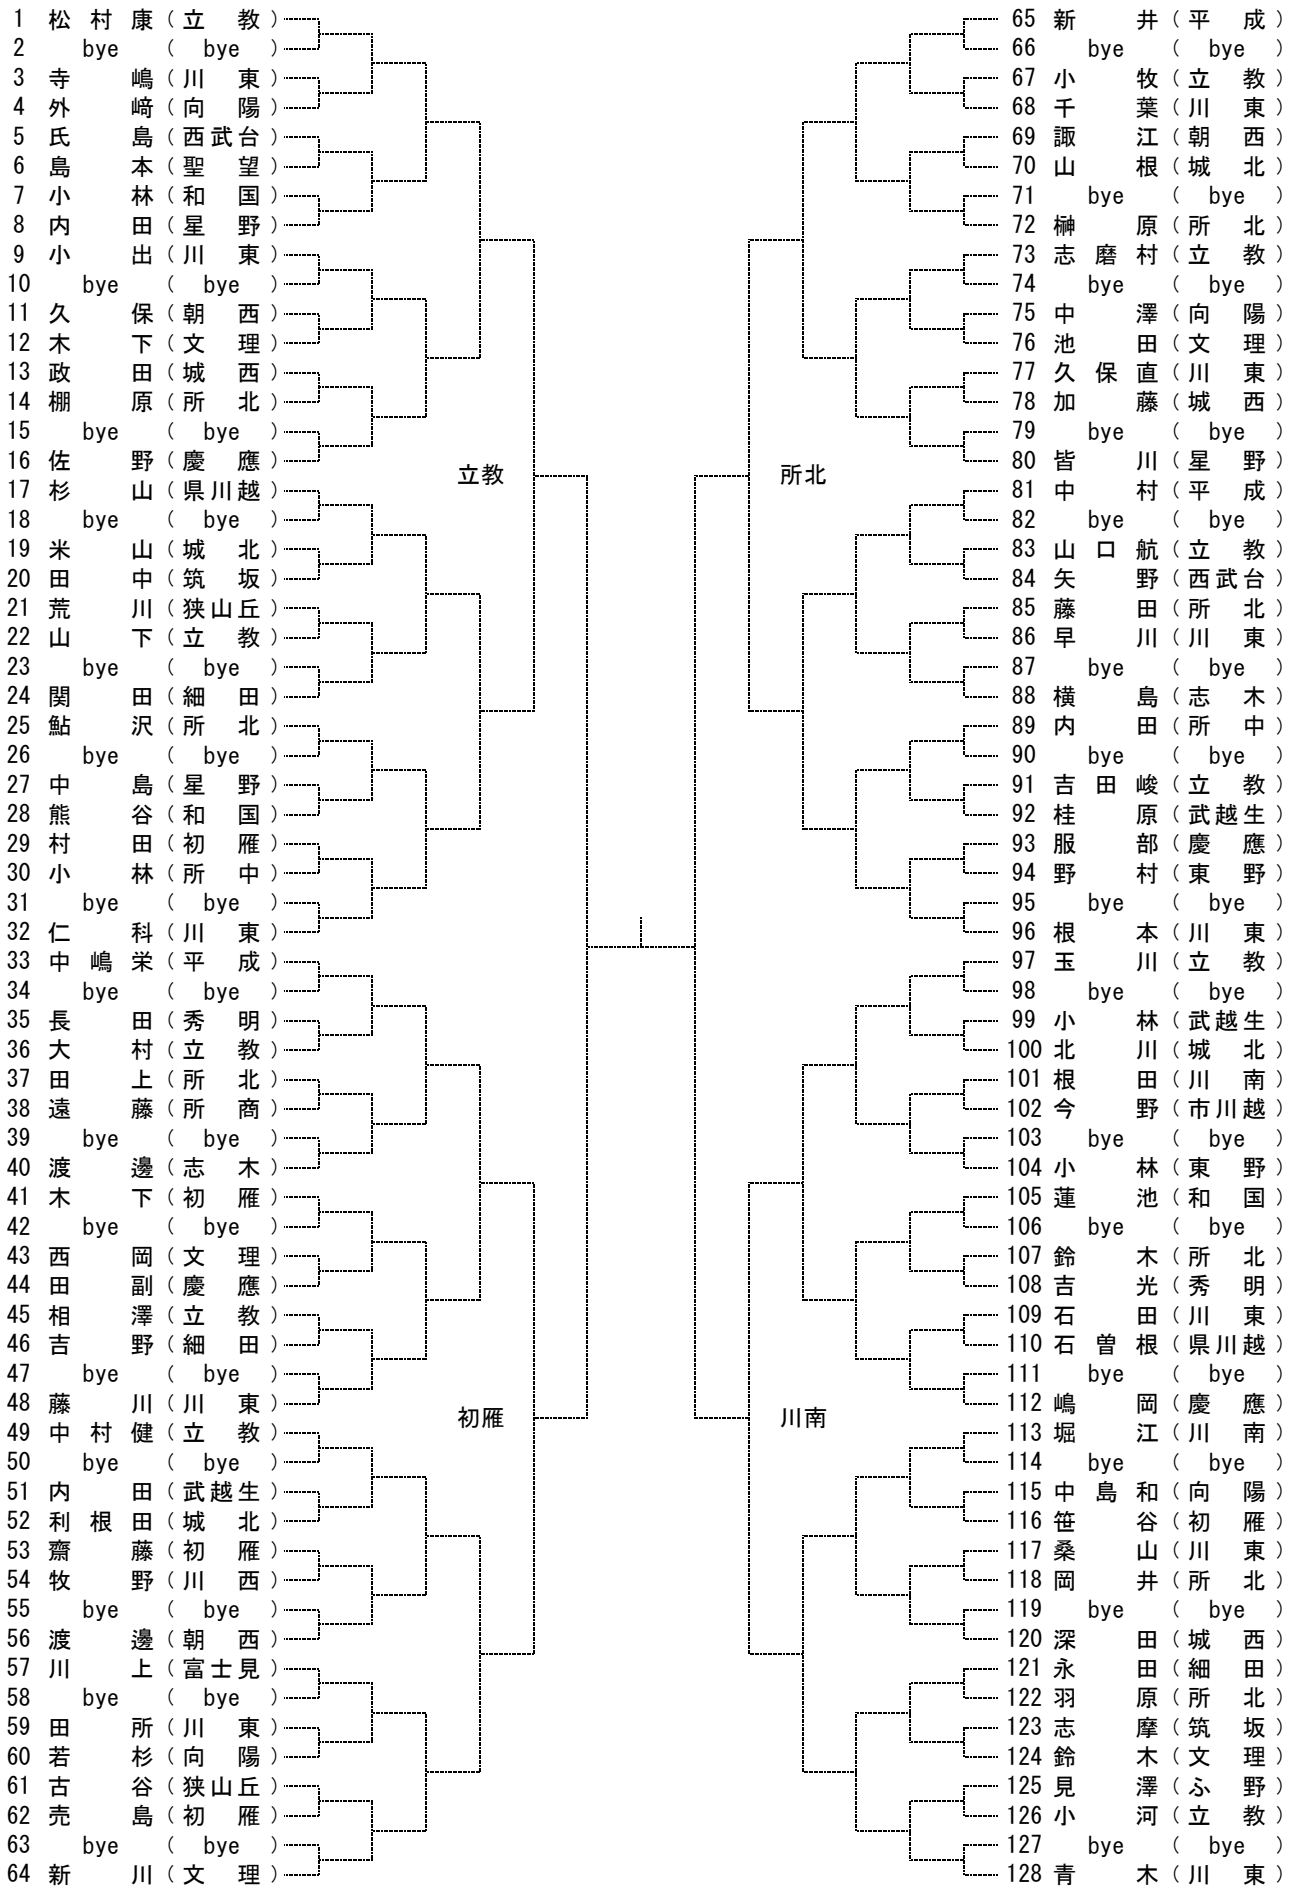 1 松村康(立教)
2 bye(bye)
3 寺嶋(川東)
4 外﨑(向陽)
5 氏島(西武台)
6 島本(聖望)
7 小林(和国)
8 内田(星野)
9 小出(川東)
10 bye(bye)
11 久保(朝西)
12 木下(文理)
13 政田(城西)
14 棚原(所北)
15 bye(bye)
16 佐野(慶應)
17 杉山(県川越)
18 bye(bye)
19 米山(城北)
20 田中(筑坂)
21 荒川(狭山丘)
22 山下(立教)
23 bye(bye)
24 関田(細田)
25 鮎沢(所北)
26 bye(bye)
27 中島(星野)
28 熊谷(和国)
29 村田(初雁)
30 小林(所中)
31 bye(bye)
32 仁科(川東)
33 中嶋栄(平成)
34 bye(bye)
35 長田(秀明)
36 大村(立教)
37 田上(所北)
38 遠藤(所商)
39 bye(bye)
40 渡邊(志木)
41 木下(初雁)
42 bye(bye)
43 西岡(文理)
44 田副(慶應)
45 相澤(立教)
46 吉野(細田)
47 bye(bye)
48 藤川(川東)
49 中村健(立教)
50 bye(bye)
51 内田(武越生)
52 利根田(城北)
53 齋藤(初雁)
54 牧野(川西)
55 bye(bye)
56 渡邊(朝西)
57 川上(富士見)
58 bye(bye)
59 田所(川東)
60 若杉(向陽)
61 古谷(狭山丘)
62 売島(初雁)
63 bye(bye)
64 新川(文理)
立教
初雁
所北
川南
65 新井(平成)
66 bye(bye)
67 小牧(立教)
68 千葉(川東)
69 諏江(朝西)
70 山根(城北)
71 bye(bye)
72 榊原(所北)
73 志磨村(立教)
74 bye(bye)
75 中澤(向陽)
76 池田(文理)
77 久保直(川東)
78 加藤(城西)
79 bye(bye)
80 皆川(星野)
81 中村(平成)
82 bye(bye)
83 山口航(立教)
84 矢野(西武台)
85 藤田(所北)
86 早川(川東)
87 bye(bye)
88 横島(志木)
89 内田(所中)
90 bye(bye)
91 吉田峻(立教)
92 桂原(武越生)
93 服部(慶應)
94 野村(東野)
95 bye(bye)
96 根本(川東)
97 玉川(立教)
98 bye(bye)
99 小林(武越生)
100 北川(城北)
101 根田(川南)
102 今野(市川越)
103 bye(bye)
104 小林(東野)
105 蓮池(和国)
106 bye(bye)
107 鈴木(所北)
108 吉光(秀明)
109 石田(川東)
110 石曽根(県川越)
111 bye(bye)
112 嶋岡(慶應)
113 堀江(川南)
114 bye(bye)
115 中島和(向陽)
116 笹谷(初雁)
117 桑山(川東)
118 岡井(所北)
119 bye(bye)
120 深田(城西)
121 永田(細田)
122 羽原(所北)
123 志摩(筑坂)
124 鈴木(文理)
125 見澤(ふ野)
126 小河(立教)
127 bye(bye)
128 青木(川東)